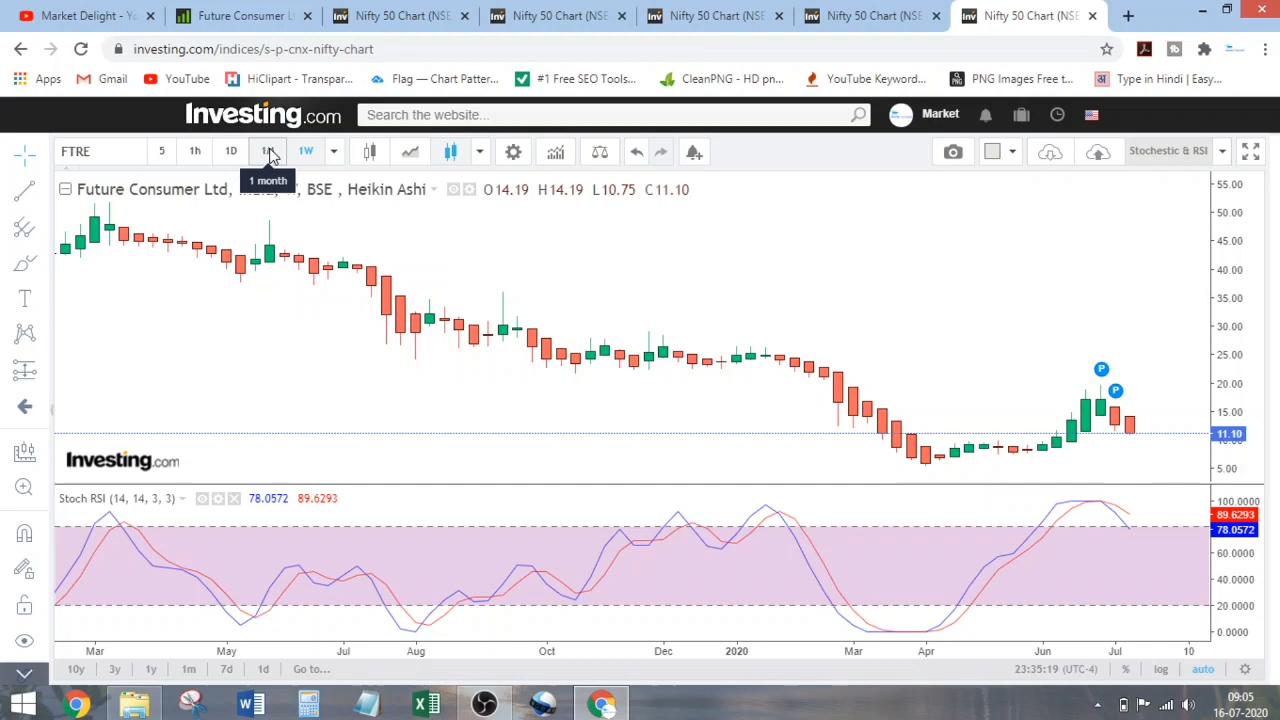 Market Delight - Yo
Future Consumer Lt
Nifty 50 Chart (NSE
Nifty 50 Chart (NSE
Nifty 50 Chart (NSE
Nifty 50 Chart (NSE
Nifty 50 Chart (NSE
investing.com/indices/s-p-cnx-nifty-chart
Apps
Gmail
YouTube
HiClipart - Transpar...
Flag — Chart Patter...
#1 Free SEO Tools...
CleanPNG - HD pn...
YouTube Keyword...
PNG Images Free t...
Type in Hindi | Easy...
Investing.com
Search the website...
Market
FTRE
5
1h
1D
1W
Stochestic & RSI
1 month
Future Consumer Ltd, India, BSE , Heikin Ashi
O14.19 H14.19 L10.75 C11.10
55.00
50.00
45.00
40.00
35.00
30.00
25.00
20.00
15.00
11.10
5.00
P
P
Investing.com
Stoch RSI (14, 14, 3, 3)
78.0572 89.6293
100.0000
89.6293
78.0572
60.0000
40.0000
20.0000
0.0000
Mar May Jul Aug Oct Dec 2020 Mar Apr Jun Jul 10
10y 3y 1y 1m 7d 1d Go to...
23:35:19 (UTC-4) % log auto
09:05
16-07-2020